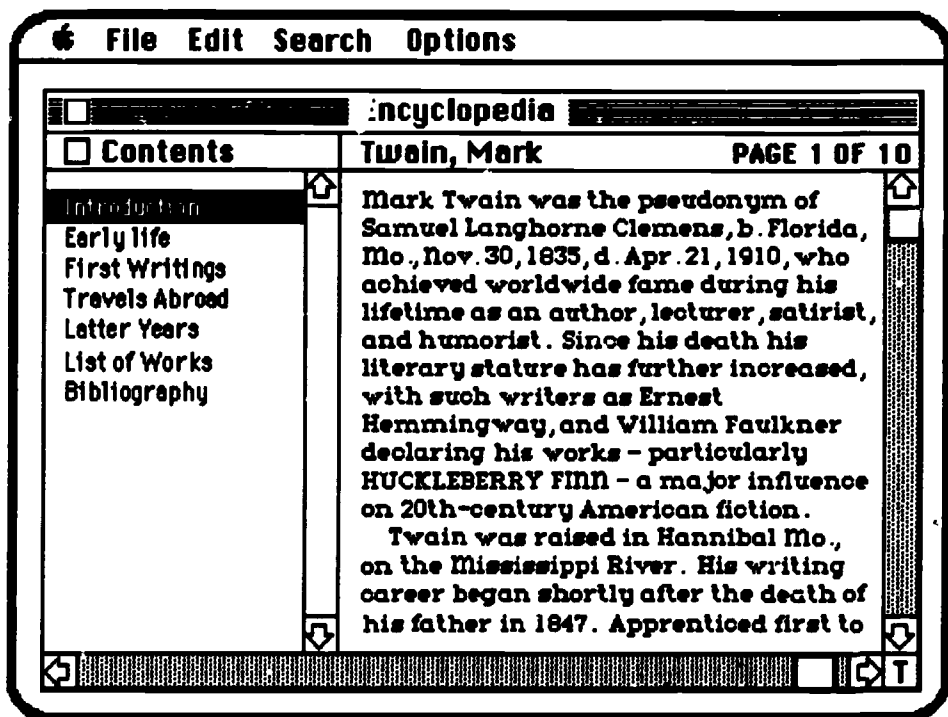 File Edit Search Options
Encyclopedia
Contents
Introduction
Early life
First Writings
Travels Abroad
Latter Years
List of Works
Bibliography
Twain, Mark PAGE 1 OF 10
Mark Twain was the pseudonym of
Samuel Langhorne Clemens, b. Florida,
Mo., Nov. 30, 1835, d. Apr. 21, 1910, who
achieved worldwide fame during his
lifetime as an author, lecturer, satirist,
and humorist. Since his death his
literary stature has further increased,
with such writers as Ernest
Hemmingway, and William Faulkner
declaring his works - particularly
HUCKLEBERRY FINN - a major influence
on 20th-century American fiction.
Twain was raised in Hannibal Mo.,
on the Mississippi River. His writing
career began shortly after the death of
his father in 1847. Apprenticed first to
T